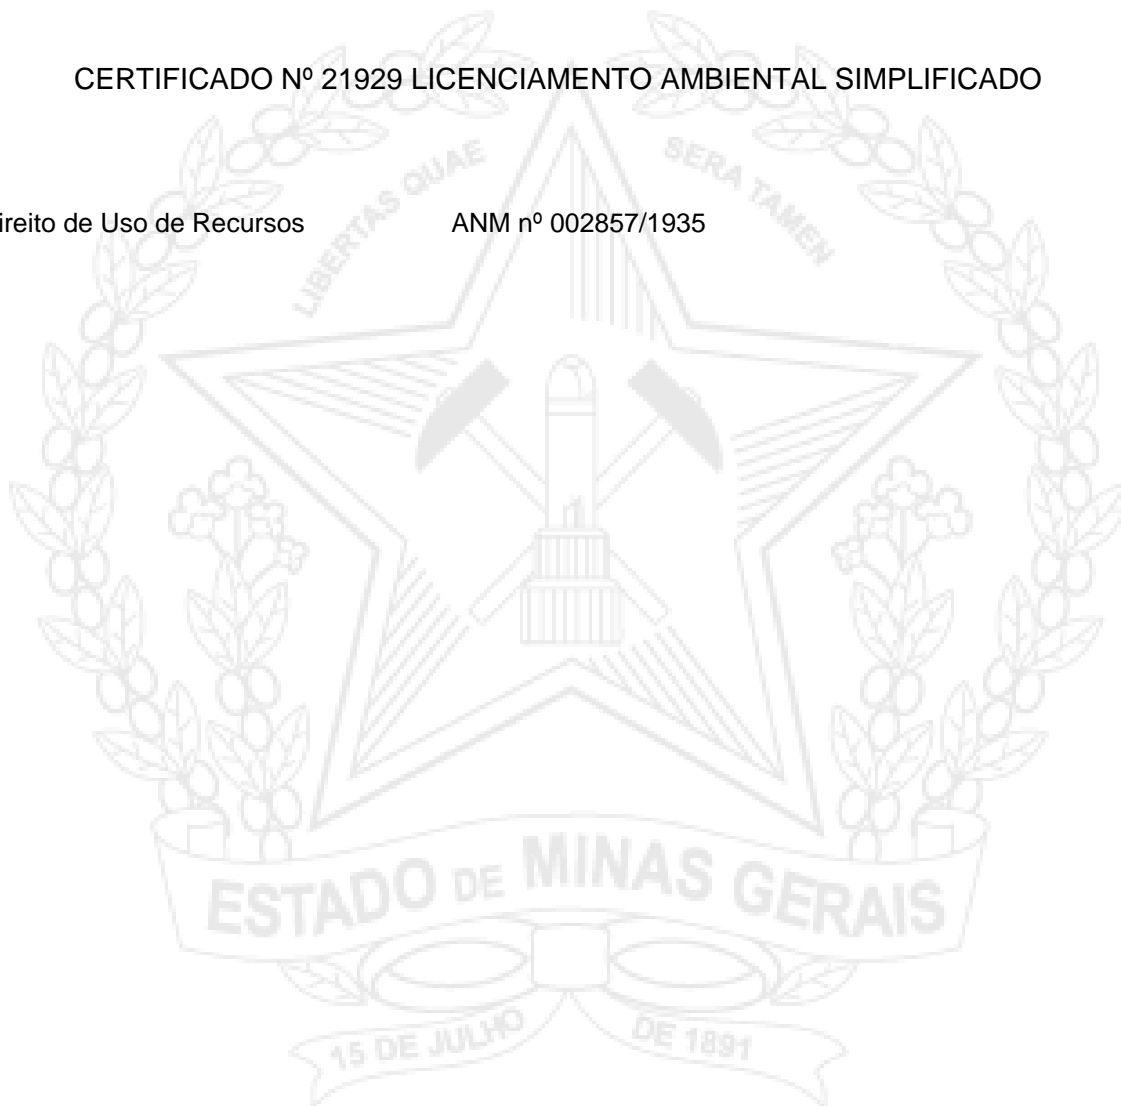 CERTIFICADO Nº 21929 LICENCIAMENTO AMBIENTAL SIMPLIFICADO
ireito de Uso de Recursos ANM nº 002857/1935
LIBERTAS QUAE SERA TAMEN
ESTADO DE MINAS GERAIS
15 DE JULHO DE 1891